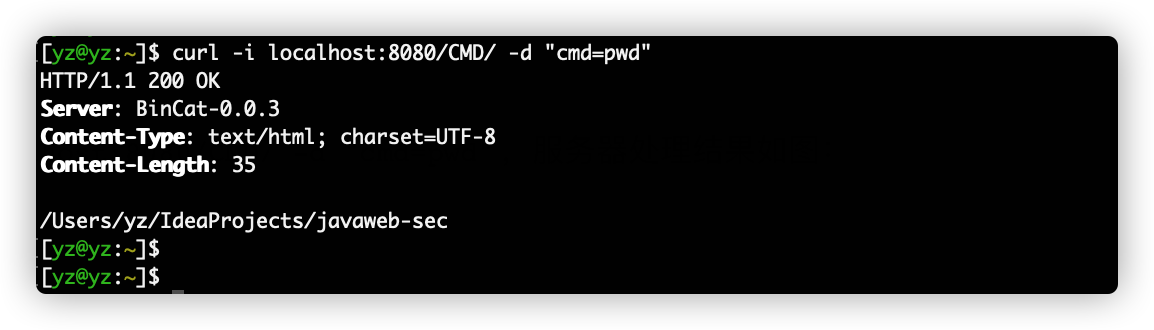 [yz@yz:~]$ curl -i localhost:8080/CMD/ -d "cmd=pwd"
HTTP/1.1 200 OK
Server: BinCat-0.0.3
Content-Type: text/html; charset=UTF-8
Content-Length: 35
/Users/yz/IdeaProjects/javaweb-sec
[yz@yz:~]$
[yz@yz:~]$